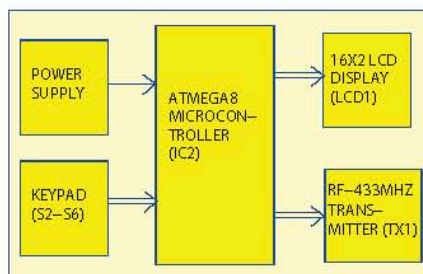 POWER
SUPPLY
KEYPAD
(S2–S6)
ATMEGA8
MICROCON–
TROLLER
(IC2)
16X2 LCD
DISPLAY
(LCD1)
RF–433MHZ
TRANS–
MITTER (TX1)